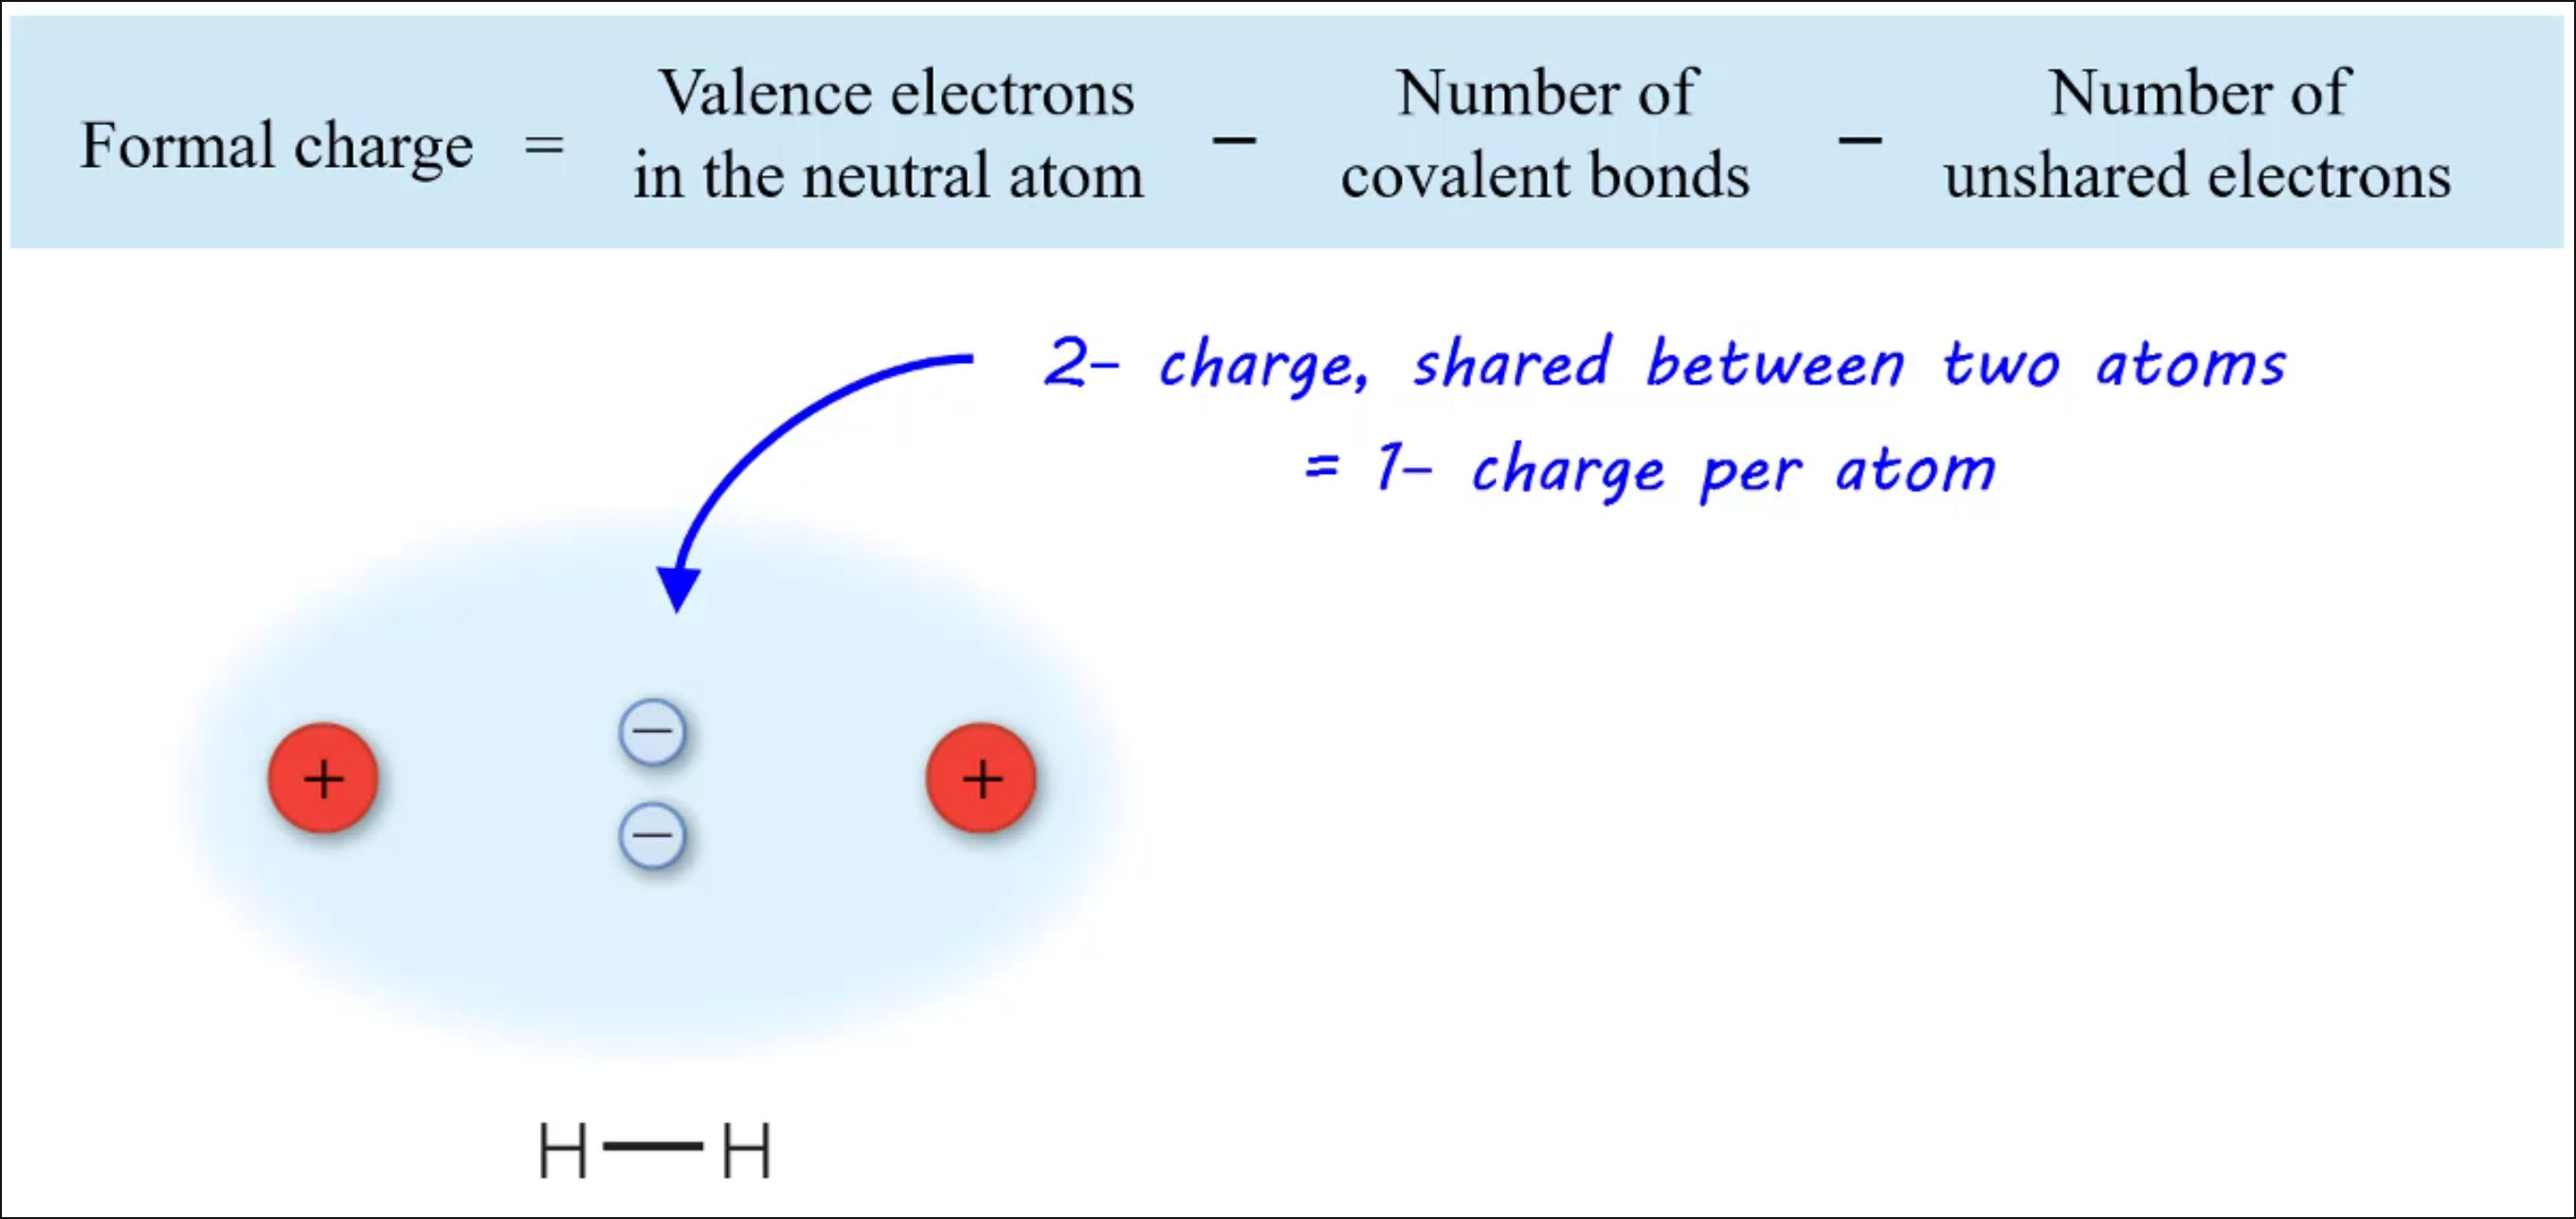 Formal charge = Valence electrons in the neutral atom − Number of covalent bonds − Number of unshared electrons
2− charge, shared between two atoms
= 1− charge per atom
−
+ +
−
H—H